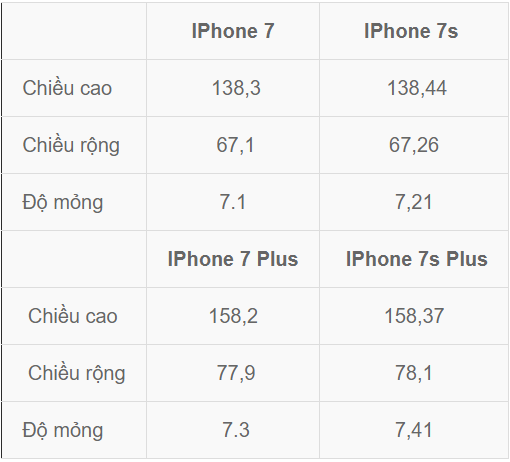 IPhone 7 IPhone 7s
Chiều cao 138,3 138,44
Chiều rộng 67,1 67,26
Độ mỏng 7.1 7,21
IPhone 7 Plus IPhone 7s Plus
Chiều cao 158,2 158,37
Chiều rộng 77,9 78,1
Độ mỏng 7.3 7,41